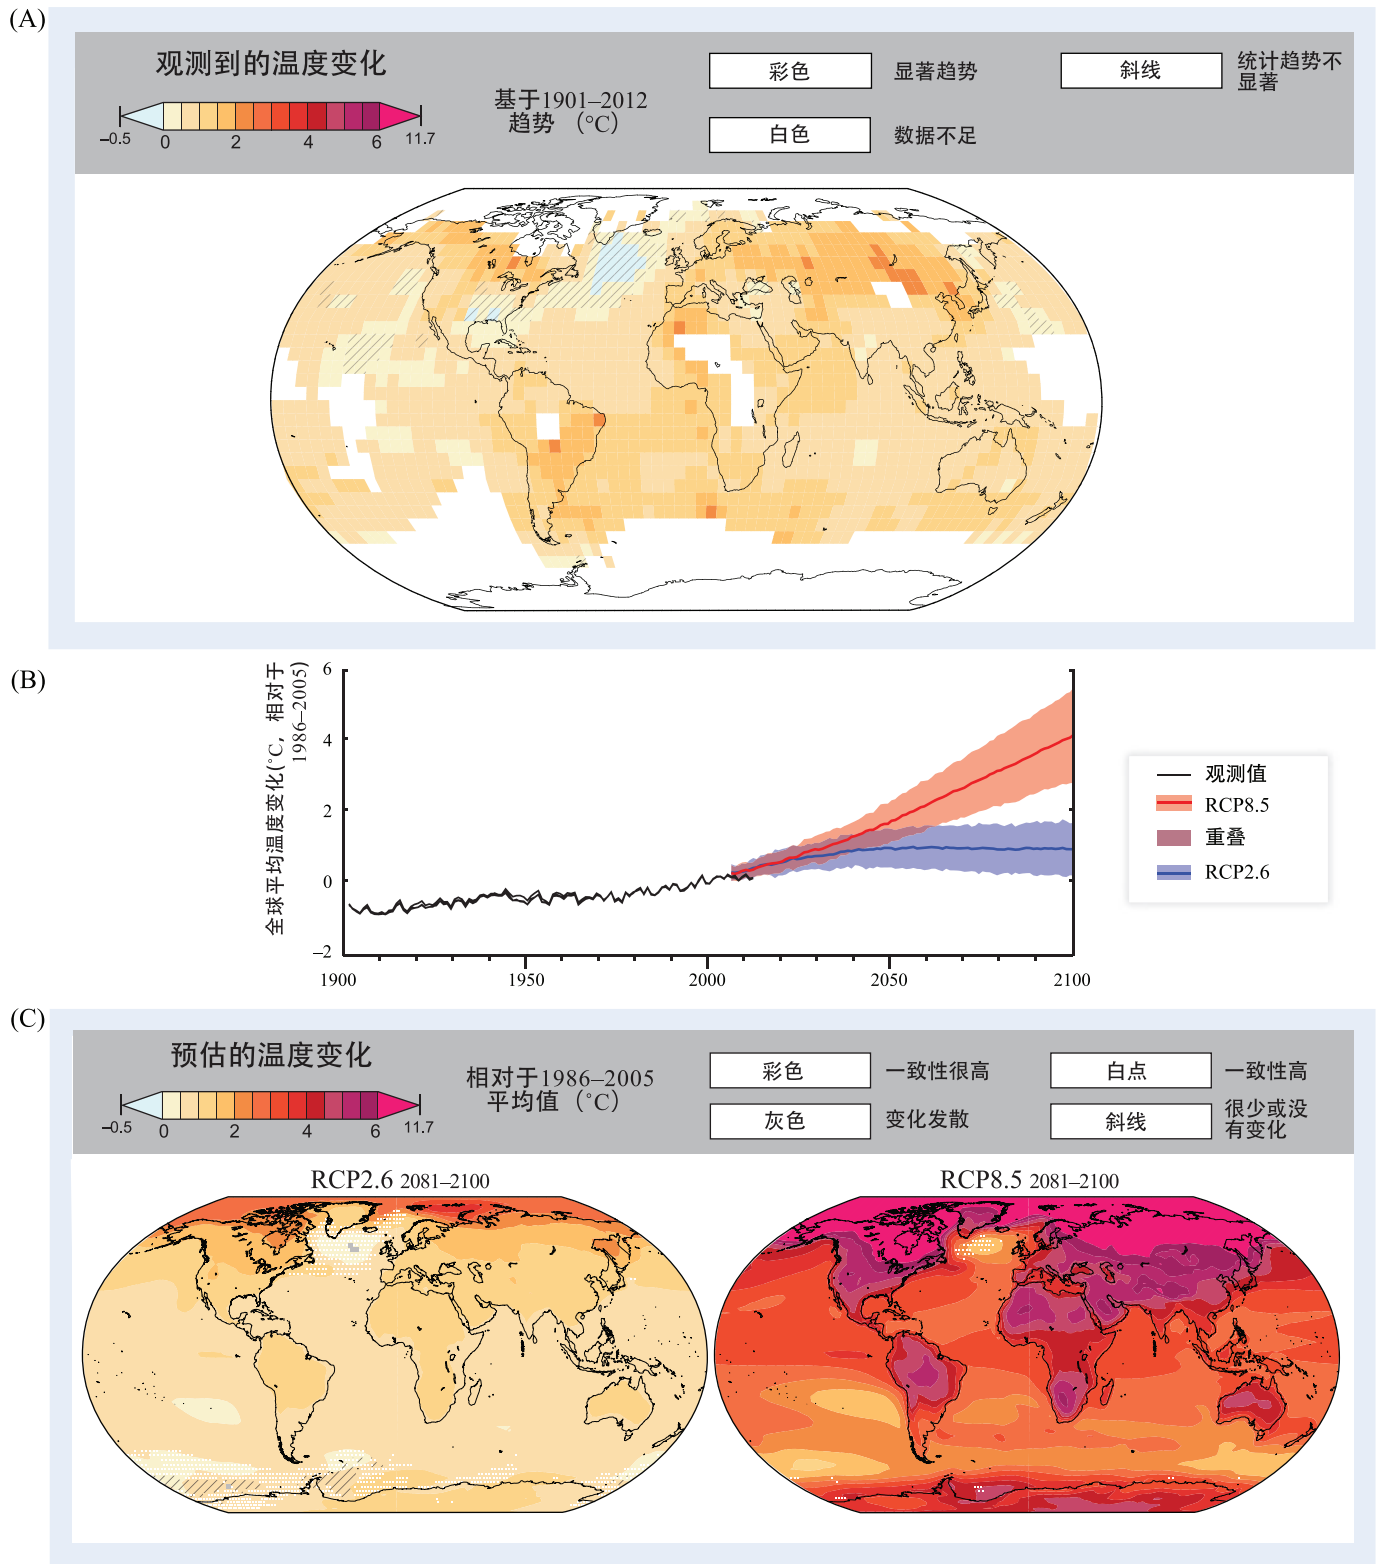 (A)
观测到的温度变化
–0.5
0
2
4
6
11.7
基于1901–2012
趋势 （°C）
彩色
显著趋势
斜线
统计趋势不
显著
白色
数据不足
(B)
全球平均温度变化(°C，相对于
1986–2005)
6
4
2
0
–2
1900
1950
2000
2050
2100
观测值
RCP8.5
重叠
RCP2.6
(C)
预估的温度变化
–0.5
0
2
4
6
11.7
相对于1986–2005
平均值（°C）
彩色
一致性很高
白点
一致性高
灰色
变化发散
斜线
很少或没
有变化
RCP2.6 2081–2100
RCP8.5 2081–2100